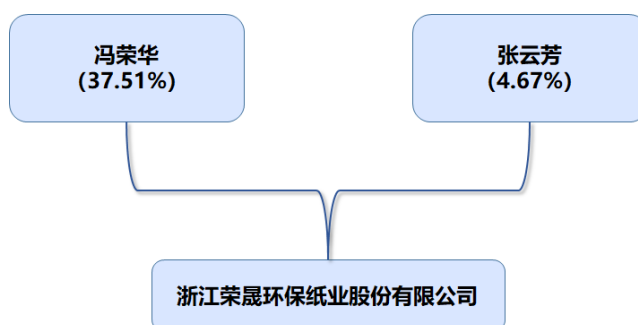 冯荣华
（37.51%）
张云芳
（4.67%）
浙江荣晟环保纸业股份有限公司